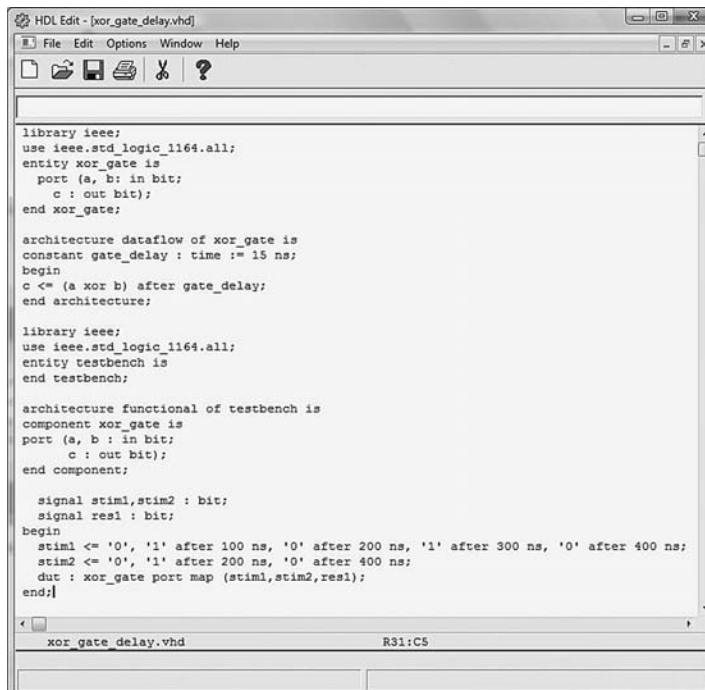 HDL Edit - [xor_gate_delay.vhd]
File Edit Options Window Help
library ieee;
use ieee.std_logic_1164.all;
entity xor_gate is
port (a, b: in bit;
c : out bit);
end xor_gate;
architecture dataflow of xor_gate is
constant gate_delay : time := 15 ns;
begin
c <= (a xor b) after gate_delay;
end architecture;
library ieee;
use ieee.std_logic_1164.all;
entity testbench is
end testbench;
architecture functional of testbench is
component xor_gate is
port (a, b : in bit;
c : out bit);
end component;
signal stim1,stim2 : bit;
signal res1 : bit;
begin
stim1 <= '0', '1' after 100 ns, '0' after 200 ns, '1' after 300 ns, '0' after 400 ns;
stim2 <= '0', '1' after 200 ns, '0' after 400 ns;
dut : xor_gate port map (stim1,stim2,res1);
end;
xor_gate_delay.vhd R31:C5